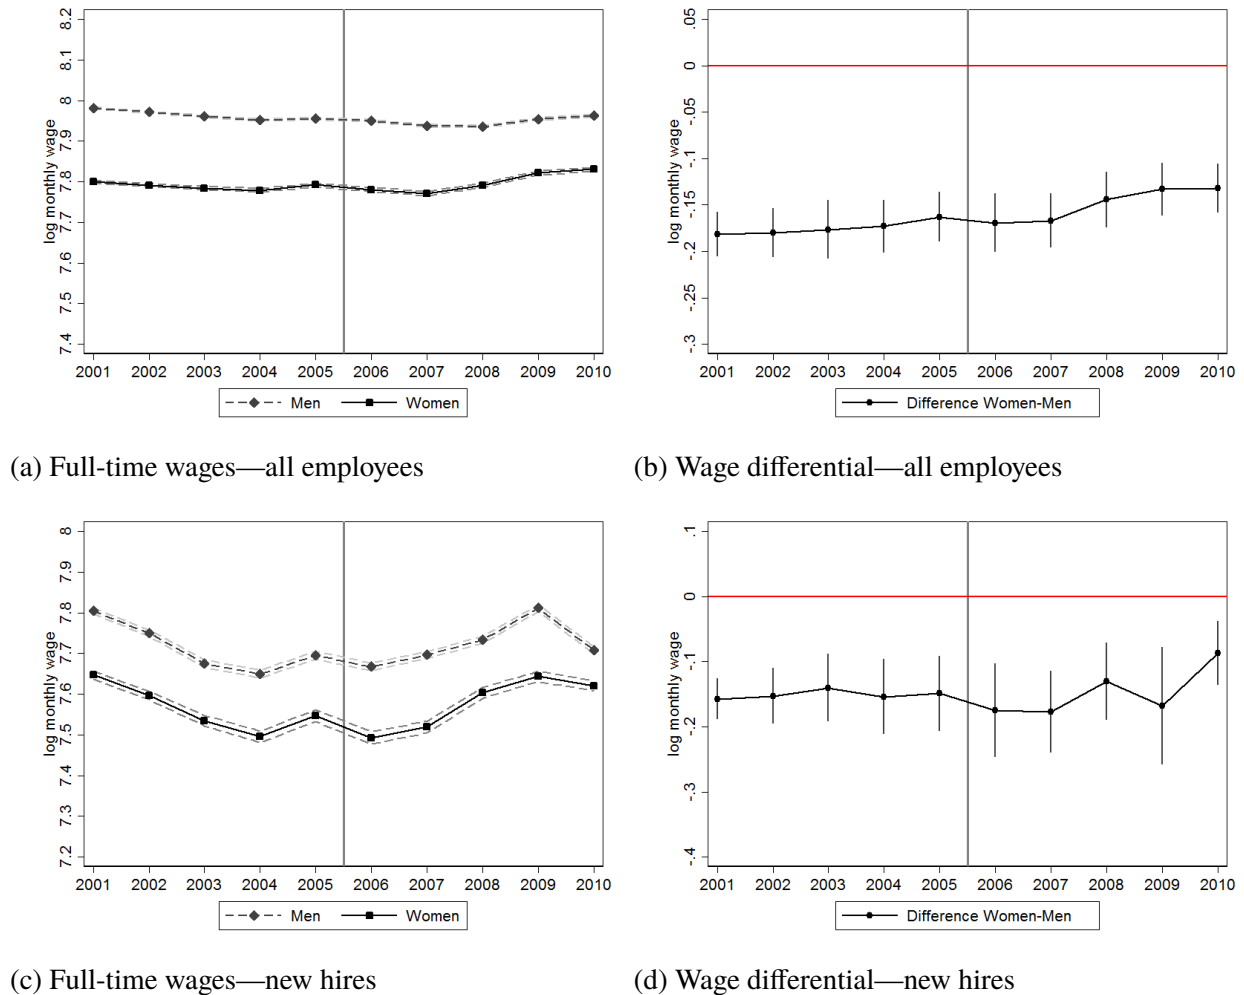 8.2
8.1
8
7.9
7.8
7.7
7.6
7.5
7.4
log monthly wage
2001 2002 2003 2004 2005 2006 2007 2008 2009 2010
Men Women
(a) Full-time wages—all employees
.05
0
-.05
-.1
-.15
-.2
-.25
-.3
log monthly wage
2001 2002 2003 2004 2005 2006 2007 2008 2009 2010
Difference Women-Men
(b) Wage differential—all employees
8
7.9
7.8
7.7
7.6
7.5
7.4
7.3
7.2
log monthly wage
2001 2002 2003 2004 2005 2006 2007 2008 2009 2010
Men Women
(c) Full-time wages—new hires
.1
0
-.1
-.2
-.3
-.4
log monthly wage
2001 2002 2003 2004 2005 2006 2007 2008 2009 2010
Difference Women-Men
(d) Wage differential—new hires